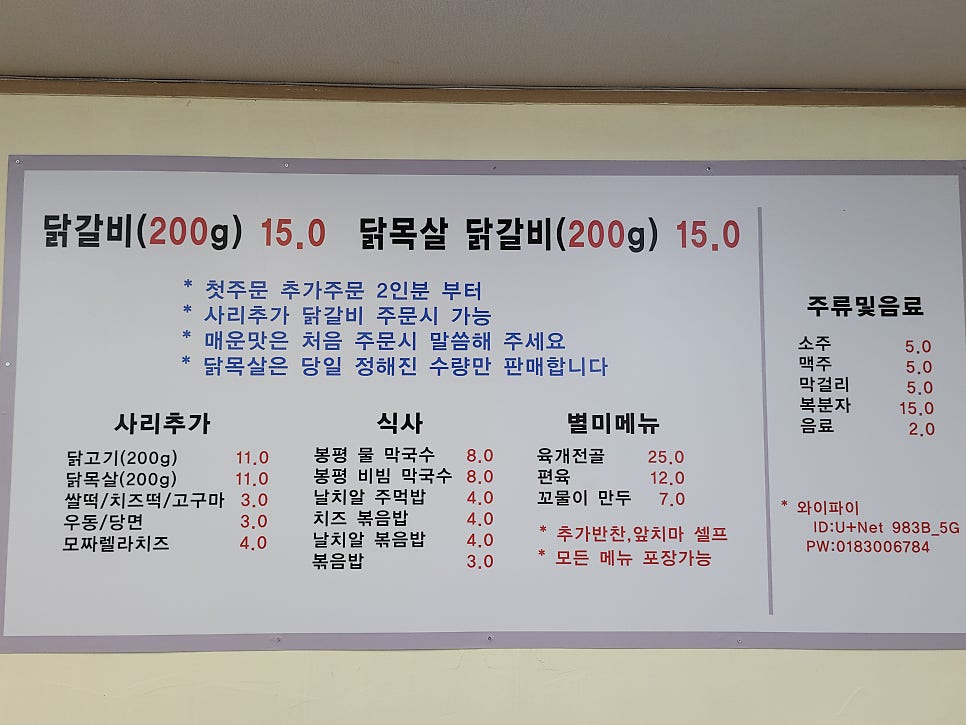 닭갈비(200g) 15.0 닭목살 닭갈비(200g) 15.0
* 첫주문 추가주문 2인분 부터
* 사리추가 닭갈비 주문시 가능
* 매운맛은 처음 주문시 말씀해 주세요
* 닭목살은 당일 정해진 수량만 판매합니다
사리추가
닭고기(200g) 11.0
닭목살(200g) 11.0
쌀떡/치즈떡/고구마 3.0
우동/당면 3.0
모짜렐라치즈 4.0
식사
봉평 물 막국수 8.0
봉평 비빔 막국수 8.0
날치알 주먹밥 4.0
치즈 볶음밥 4.0
날치알 볶음밥 4.0
볶음밥 3.0
별미메뉴
육개전골 25.0
편육 12.0
꼬물이 만두 7.0
* 추가반찬,앞치마 셀프
* 모든 메뉴 포장가능
주류및음료
소주 5.0
맥주 5.0
막걸리 5.0
복분자 15.0
음료 2.0
* 와이파이
ID:U+Net 983B_5G
PW:0183006784